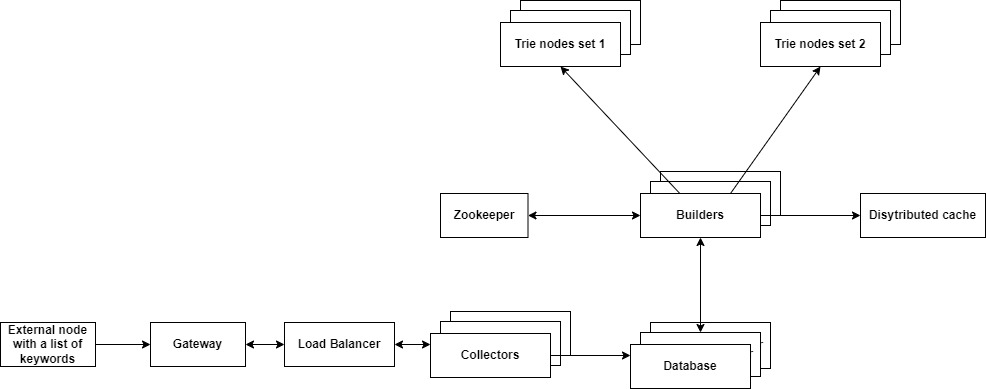 Trie nodes set 1
Trie nodes set 2
Zookeeper
Builders
Disytributed cache
External node
with a list of
keywords
Gateway
Load Balancer
Collectors
Database